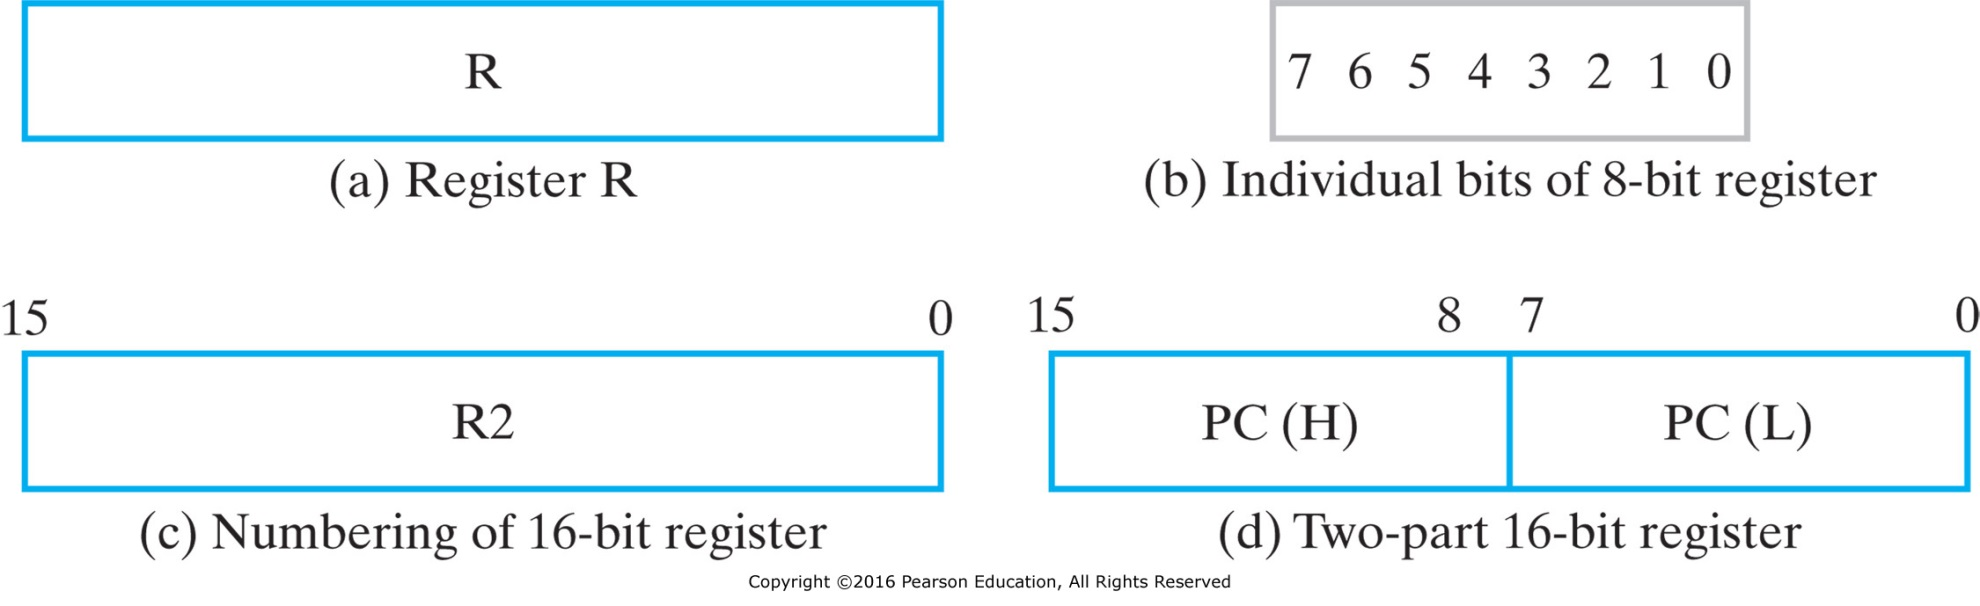 R
7 6 5 4 3 2 1 0
(a) Register R
(b) Individual bits of 8-bit register
15 0
R2
(c) Numbering of 16-bit register
15 8 7 0
PC (H) PC (L)
(d) Two-part 16-bit register
Copyright ©2016 Pearson Education, All Rights Reserved